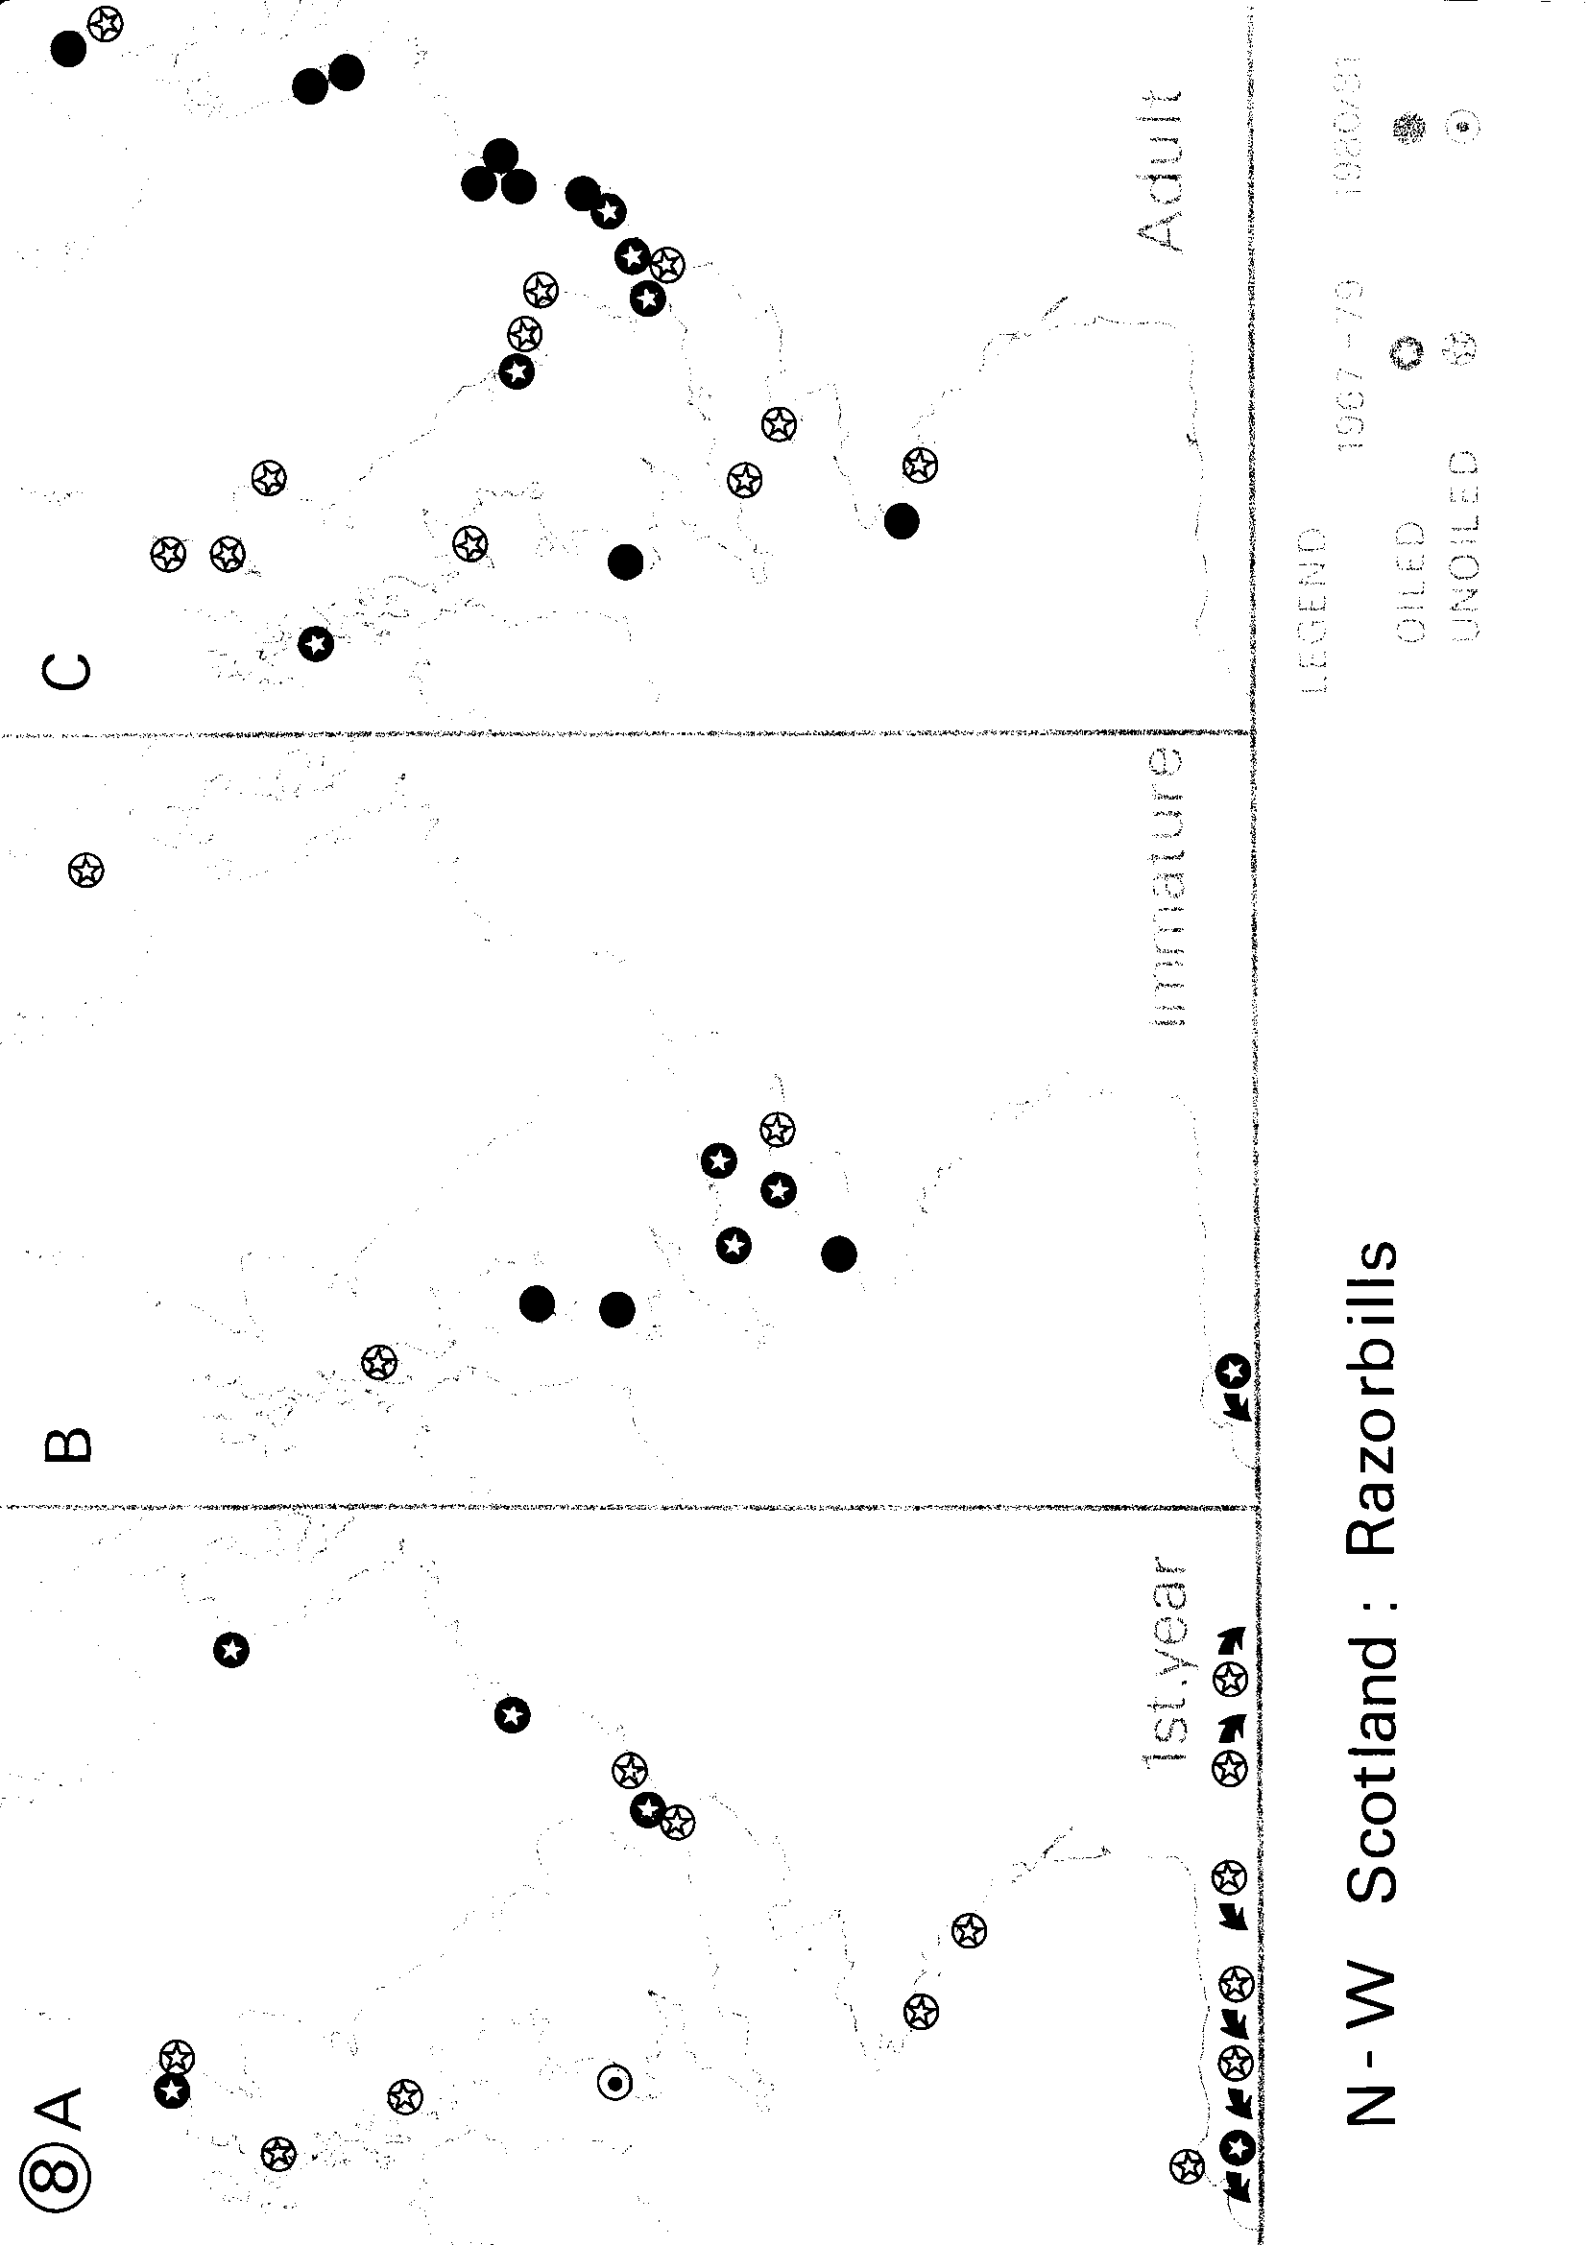 ⑧ A
B
C
1st.year
Immature
Adult
N-W Scotland : Razorbills
LEGEND
1967-79 1980/81
OILED
UNOILED